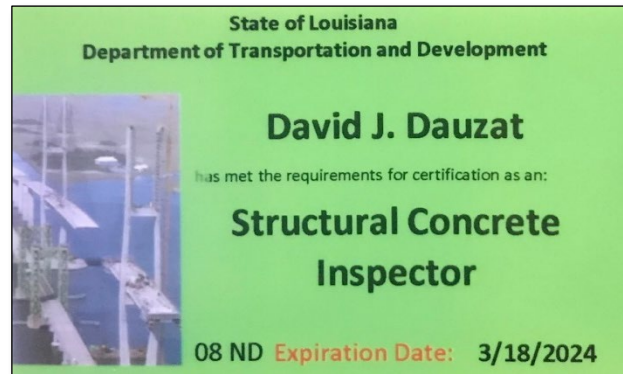 State of Louisiana
Department of Transportation and Development
David J. Dauzat
has met the requirements for certification as an:
Structural Concrete
Inspector
08 ND Expiration Date: 3/18/2024